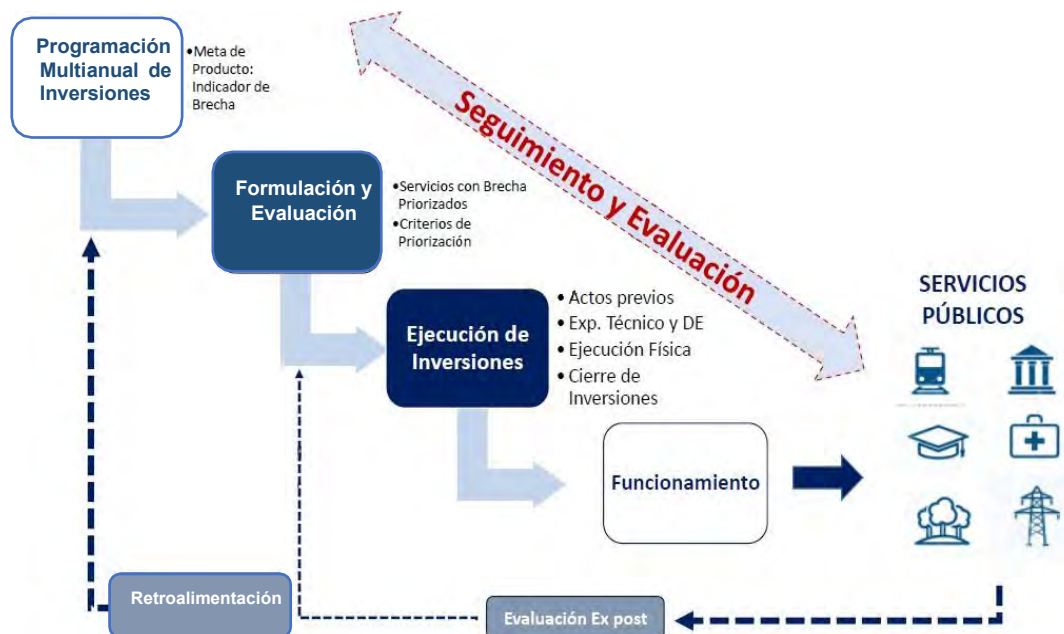 Programación
Multianual de
Inversiones
•Meta de
Producto:
Indicador de
Brecha
Seguimiento y Evaluación
Formulación y
Evaluación
•Servicios con Brecha
Priorizados
•Criterios de
Priorización
Ejecución de
Inversiones
• Actos previos
• Exp. Técnico y DE
• Ejecución Física
• Cierre de
Inversiones
SERVICIOS
PÚBLICOS
Funcionamiento
Retroalimentación
Evaluación Ex post